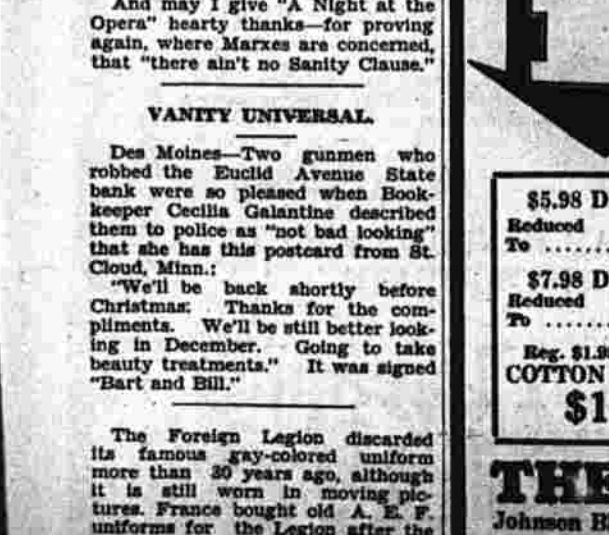 And may I give "A Night at the
Opera" hearty thanks—for proving
again, where Marxes are concerned,
that "there ain't no Sanity Clause."
VANITY UNIVERSAL.
Des Moines—Two gunmen who
robbed the Euclid Avenue State
bank were so pleased when Book-
keeper Cecilia Galantine described
them to police as "not bad looking"
that she has this postcard from St.
Cloud, Minn.:
"We'll be back shortly before
Christmas. Thanks for the com-
pliments. We'll be still better look-
ing in December. Going to take
beauty treatments." It was signed
"Bart and Bill."
The Foreign Legion discarded
its famous gay-colored uniform
more than 20 years ago, although
it is still worn in moving pic-
tures. France bought old A. E. F.
uniforms for the Legion after the
$5.98 D
Reduced
To ......
$7.98 D
Reduced
To ......
Reg. $1.9
COTTON
$1
THE
Johnson B